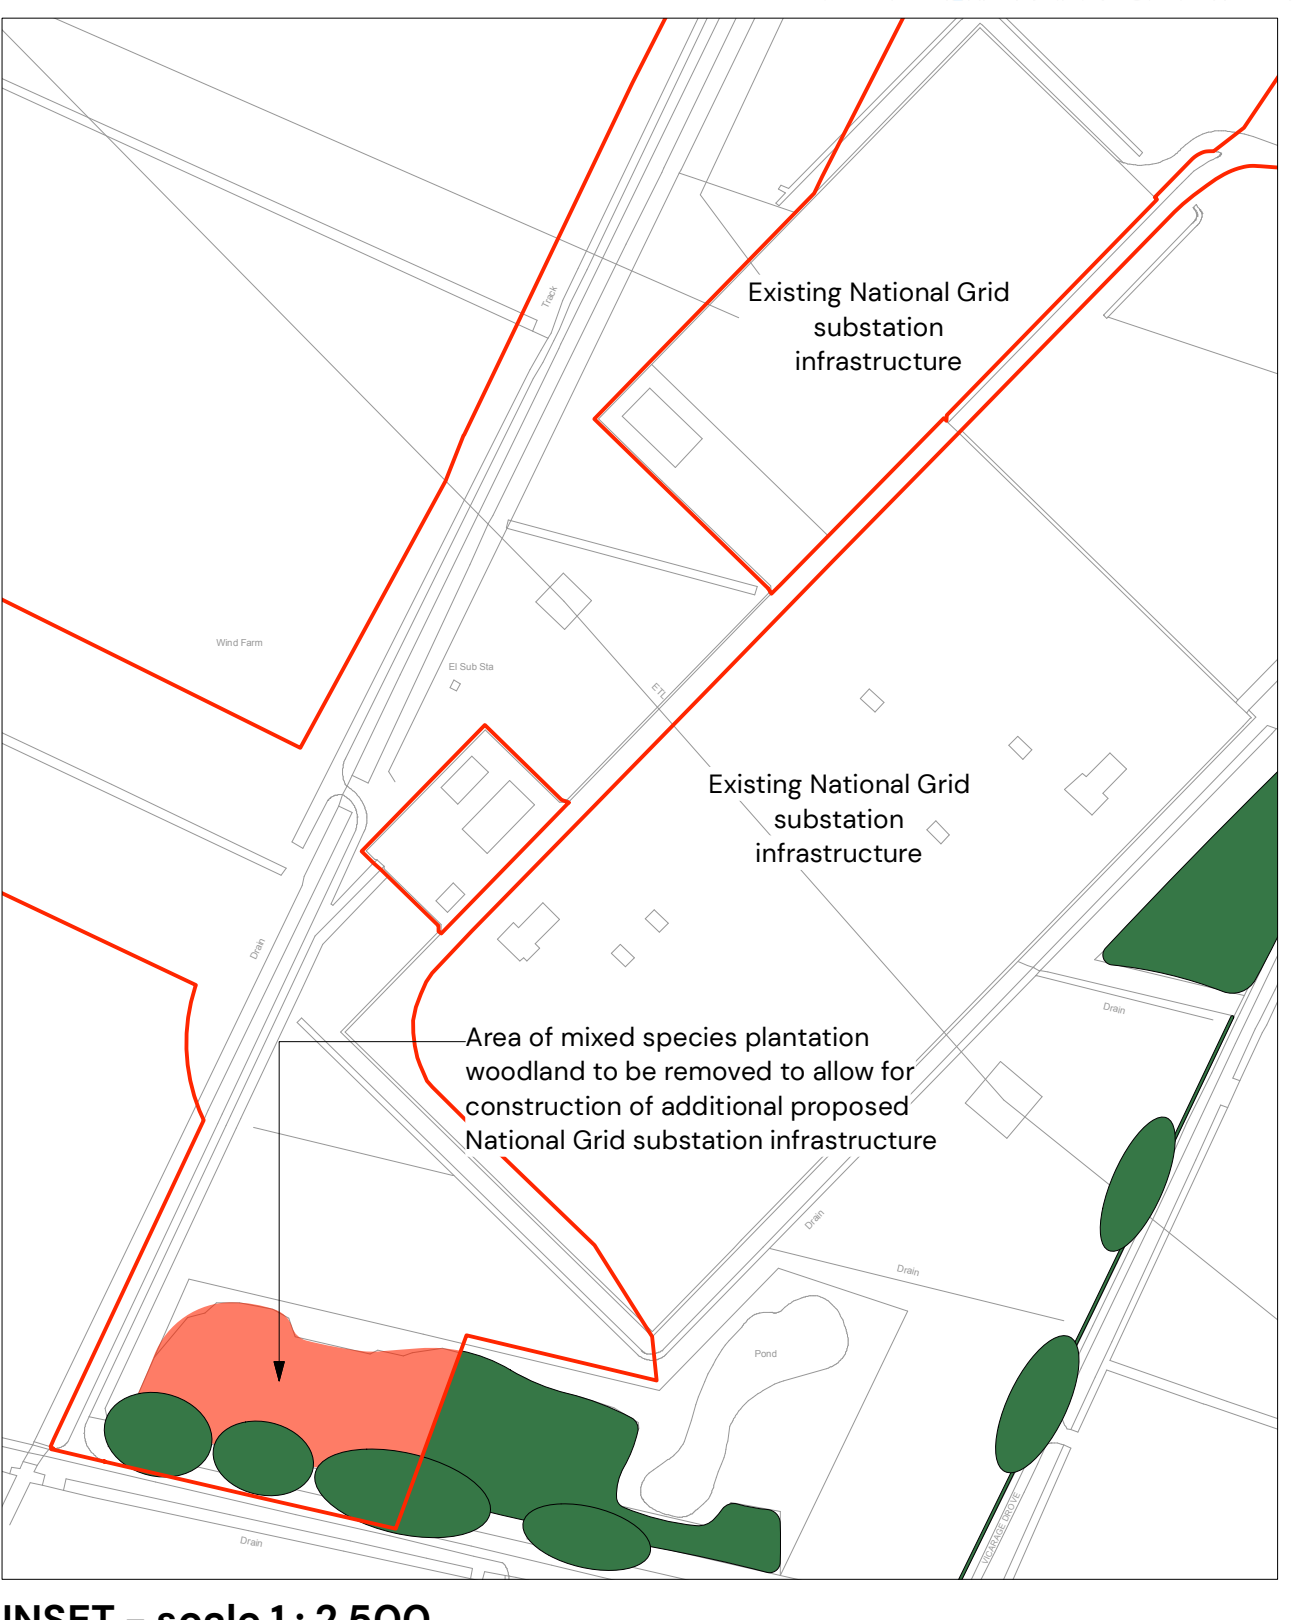 Track
Existing National Grid
substation
infrastructure
Wind Farm
El Sub Sta
ETL
Existing National Grid
substation
infrastructure
Drain
Drain
Area of mixed species plantation
woodland to be removed to allow for
construction of additional proposed
National Grid substation infrastructure
Drain
Drain
Pond
VICARAGE DROVE
Drain
INSET - scale 1 : 2,500